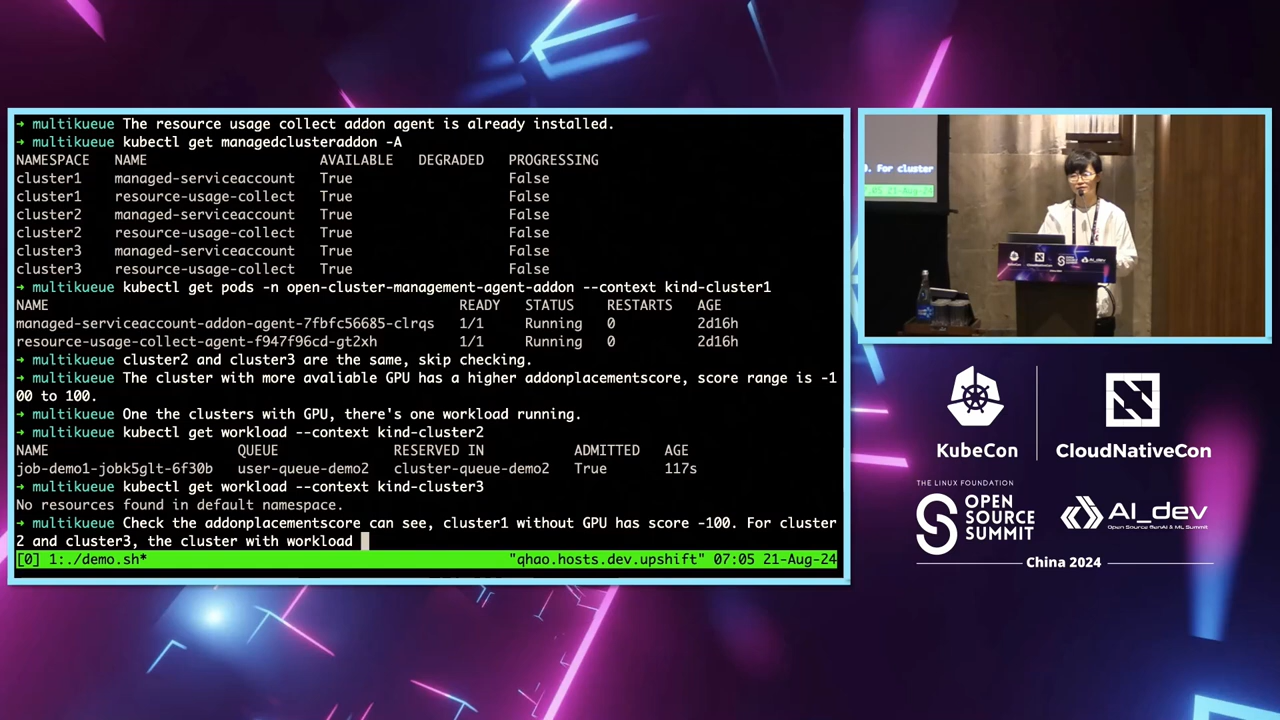 → multikueue The resource usage collect addon agent is already installed.
→ multikueue kubectl get managedclusteraddon -A
NAMESPACE NAME AVAILABLE DEGRADED PROGRESSING
cluster1 managed-serviceaccount True False
cluster1 resource-usage-collect True False
cluster2 managed-serviceaccount True False
cluster2 resource-usage-collect True False
cluster3 managed-serviceaccount True False
cluster3 resource-usage-collect True False
→ multikueue kubectl get pods -n open-cluster-management-agent-addon --context kind-cluster1
NAME READY STATUS RESTARTS AGE
managed-serviceaccount-addon-agent-7fbfc56685-clrqs 1/1 Running 0 2d16h
resource-usage-collect-agent-f947f96cd-gt2xh 1/1 Running 0 2d16h
→ multikueue cluster2 and cluster3 are the same, skip checking.
→ multikueue The cluster with more avaliable GPU has a higher addonplacementscore, score range is -1
00 to 100.
→ multikueue One the clusters with GPU, there's one workload running.
→ multikueue kubectl get workload --context kind-cluster2
NAME QUEUE RESERVED IN ADMITTED AGE
job-demo1-jobk5glt-6f30b user-queue-demo2 cluster-queue-demo2 True 117s
→ multikueue kubectl get workload --context kind-cluster3
No resources found in default namespace.
→ multikueue Check the addonplacementscore can see, cluster1 without GPU has score -100. For cluster
2 and cluster3, the cluster with workload
[0] 1:./demo.sh* "qhao.hosts.dev.upshift" 07:05 21-Aug-24
. For cluster
05 21-Aug-24
KubeCon
CloudNativeCon
THE LINUX FOUNDATION
OPEN
SOURCE
SUMMIT
AI_dev
Open Source GenAI & ML Summit
China 2024